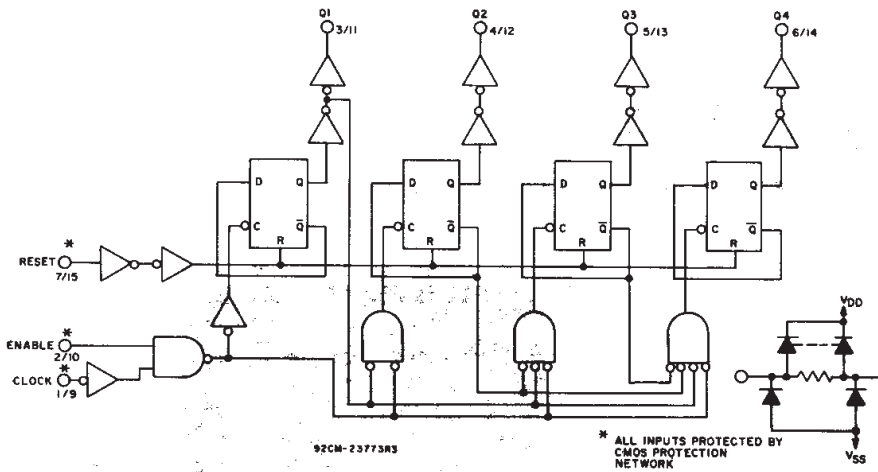 Q1
3/11
Q2
4/12
Q3
5/13
Q4
6/14
D Q
C Q̅
R
D Q
C Q̅
R
D Q
C Q̅
R
D Q
C Q̅
R
*
RESET
7/15
*
ENABLE
2/10
*
CLOCK
1/9
VDD
VSS
92CM-23773R3
* ALL INPUTS PROTECTED BY
CMOS PROTECTION
NETWORK